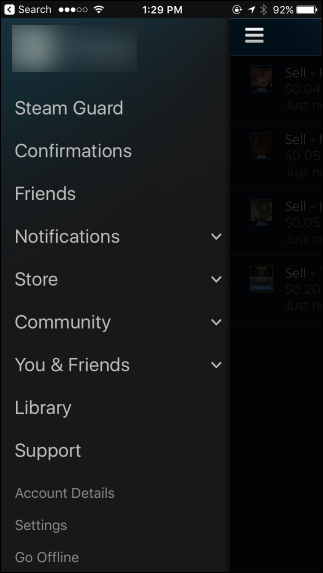 Search 1:29 PM 92%
Steam Guard
Confirmations
Friends
Notifications
Store
Community
You & Friends
Library
Support
Account Details
Settings
Go Offline
Sell -
$0.04
Just
Sell -
$0.05
Just
Sell -
$0.05
Just
Sell -
$0.20
Just